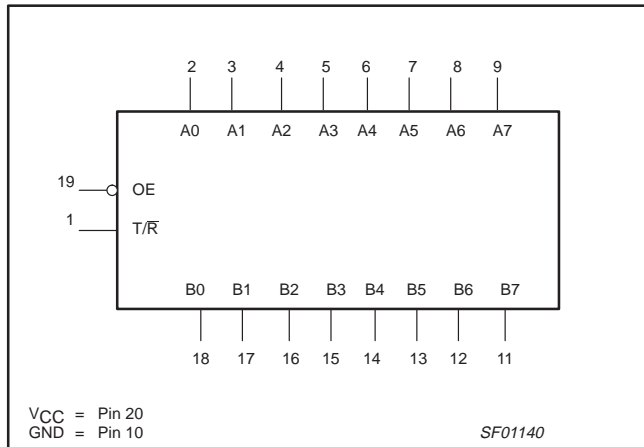 2 3 4 5 6 7 8 9
A0 A1 A2 A3 A4 A5 A6 A7
19 OE
1 T/R̅
B0 B1 B2 B3 B4 B5 B6 B7
18 17 16 15 14 13 12 11
VCC = Pin 20
GND = Pin 10
SF01140